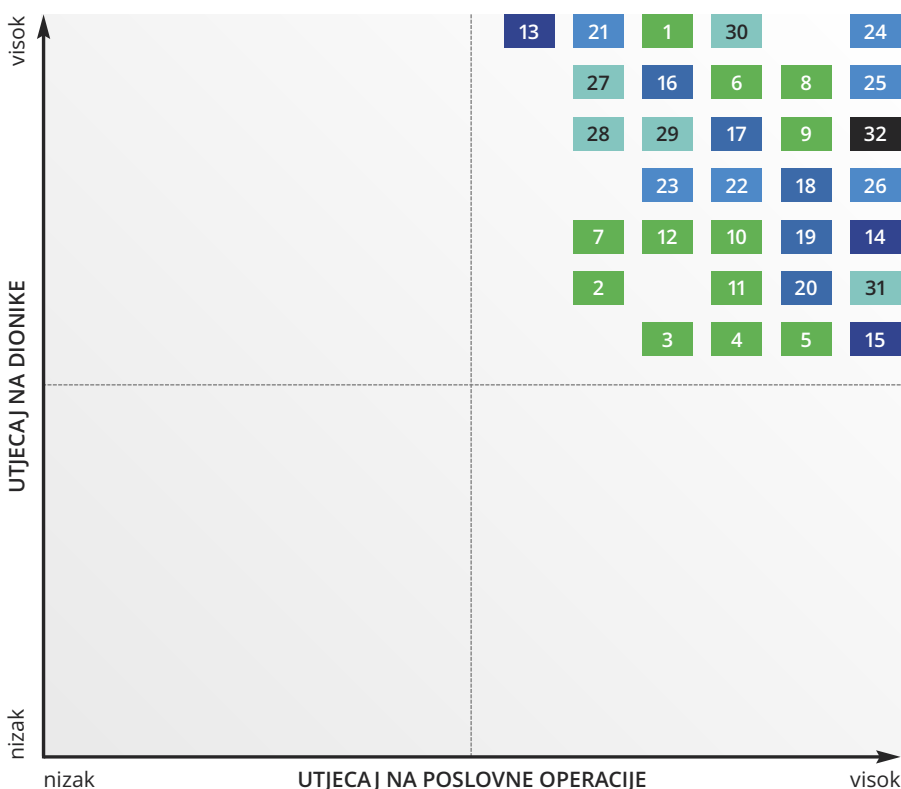 visok
13 21 1 30 24
27 16 6 8 25
28 29 17 9 32
23 22 18 26
7 12 10 19 14
2 11 20 31
3 4 5 15
UTJECAJ NA DIONIKE
nizak
nizak UTJECAJ NA POSLOVNE OPERACIJE visok